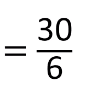 = 30/6